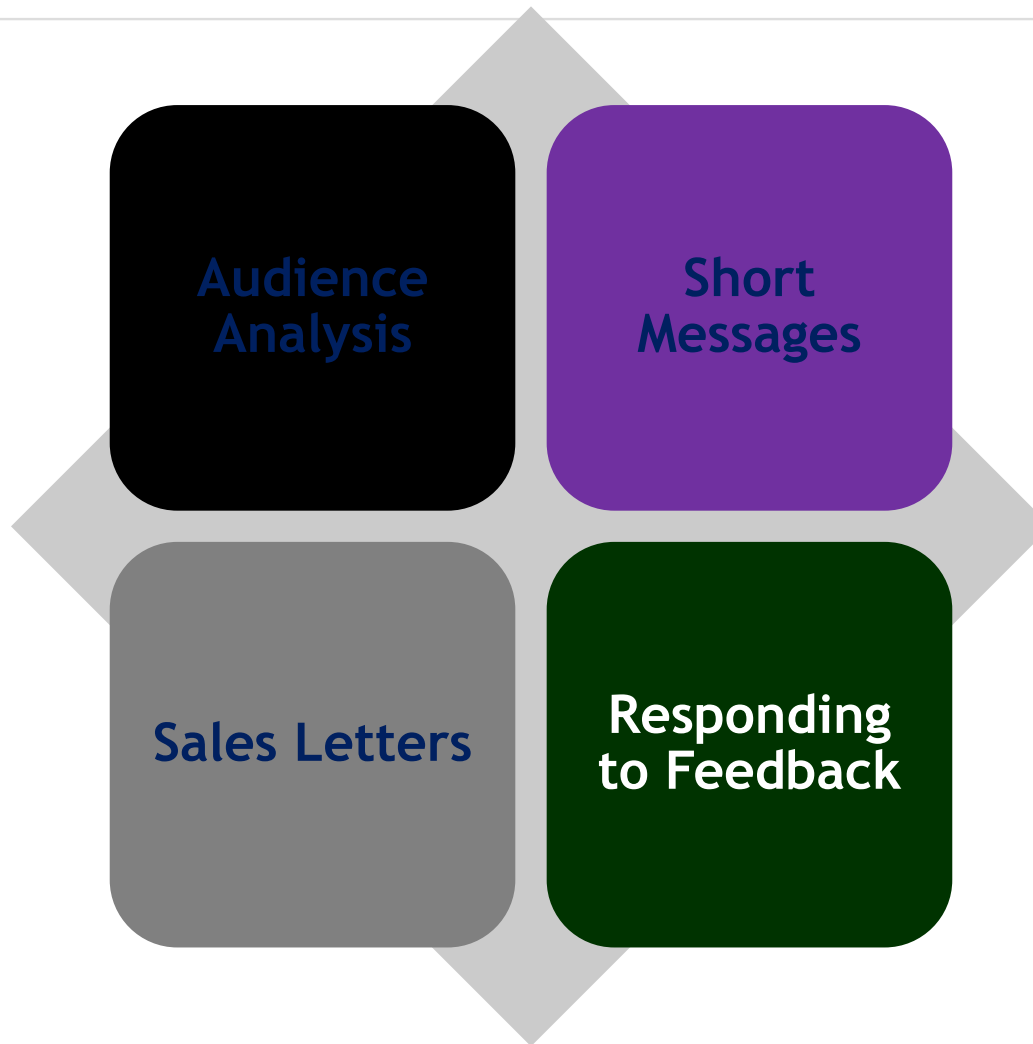 Audience
Analysis
Short
Messages
Sales Letters
Responding
to Feedback